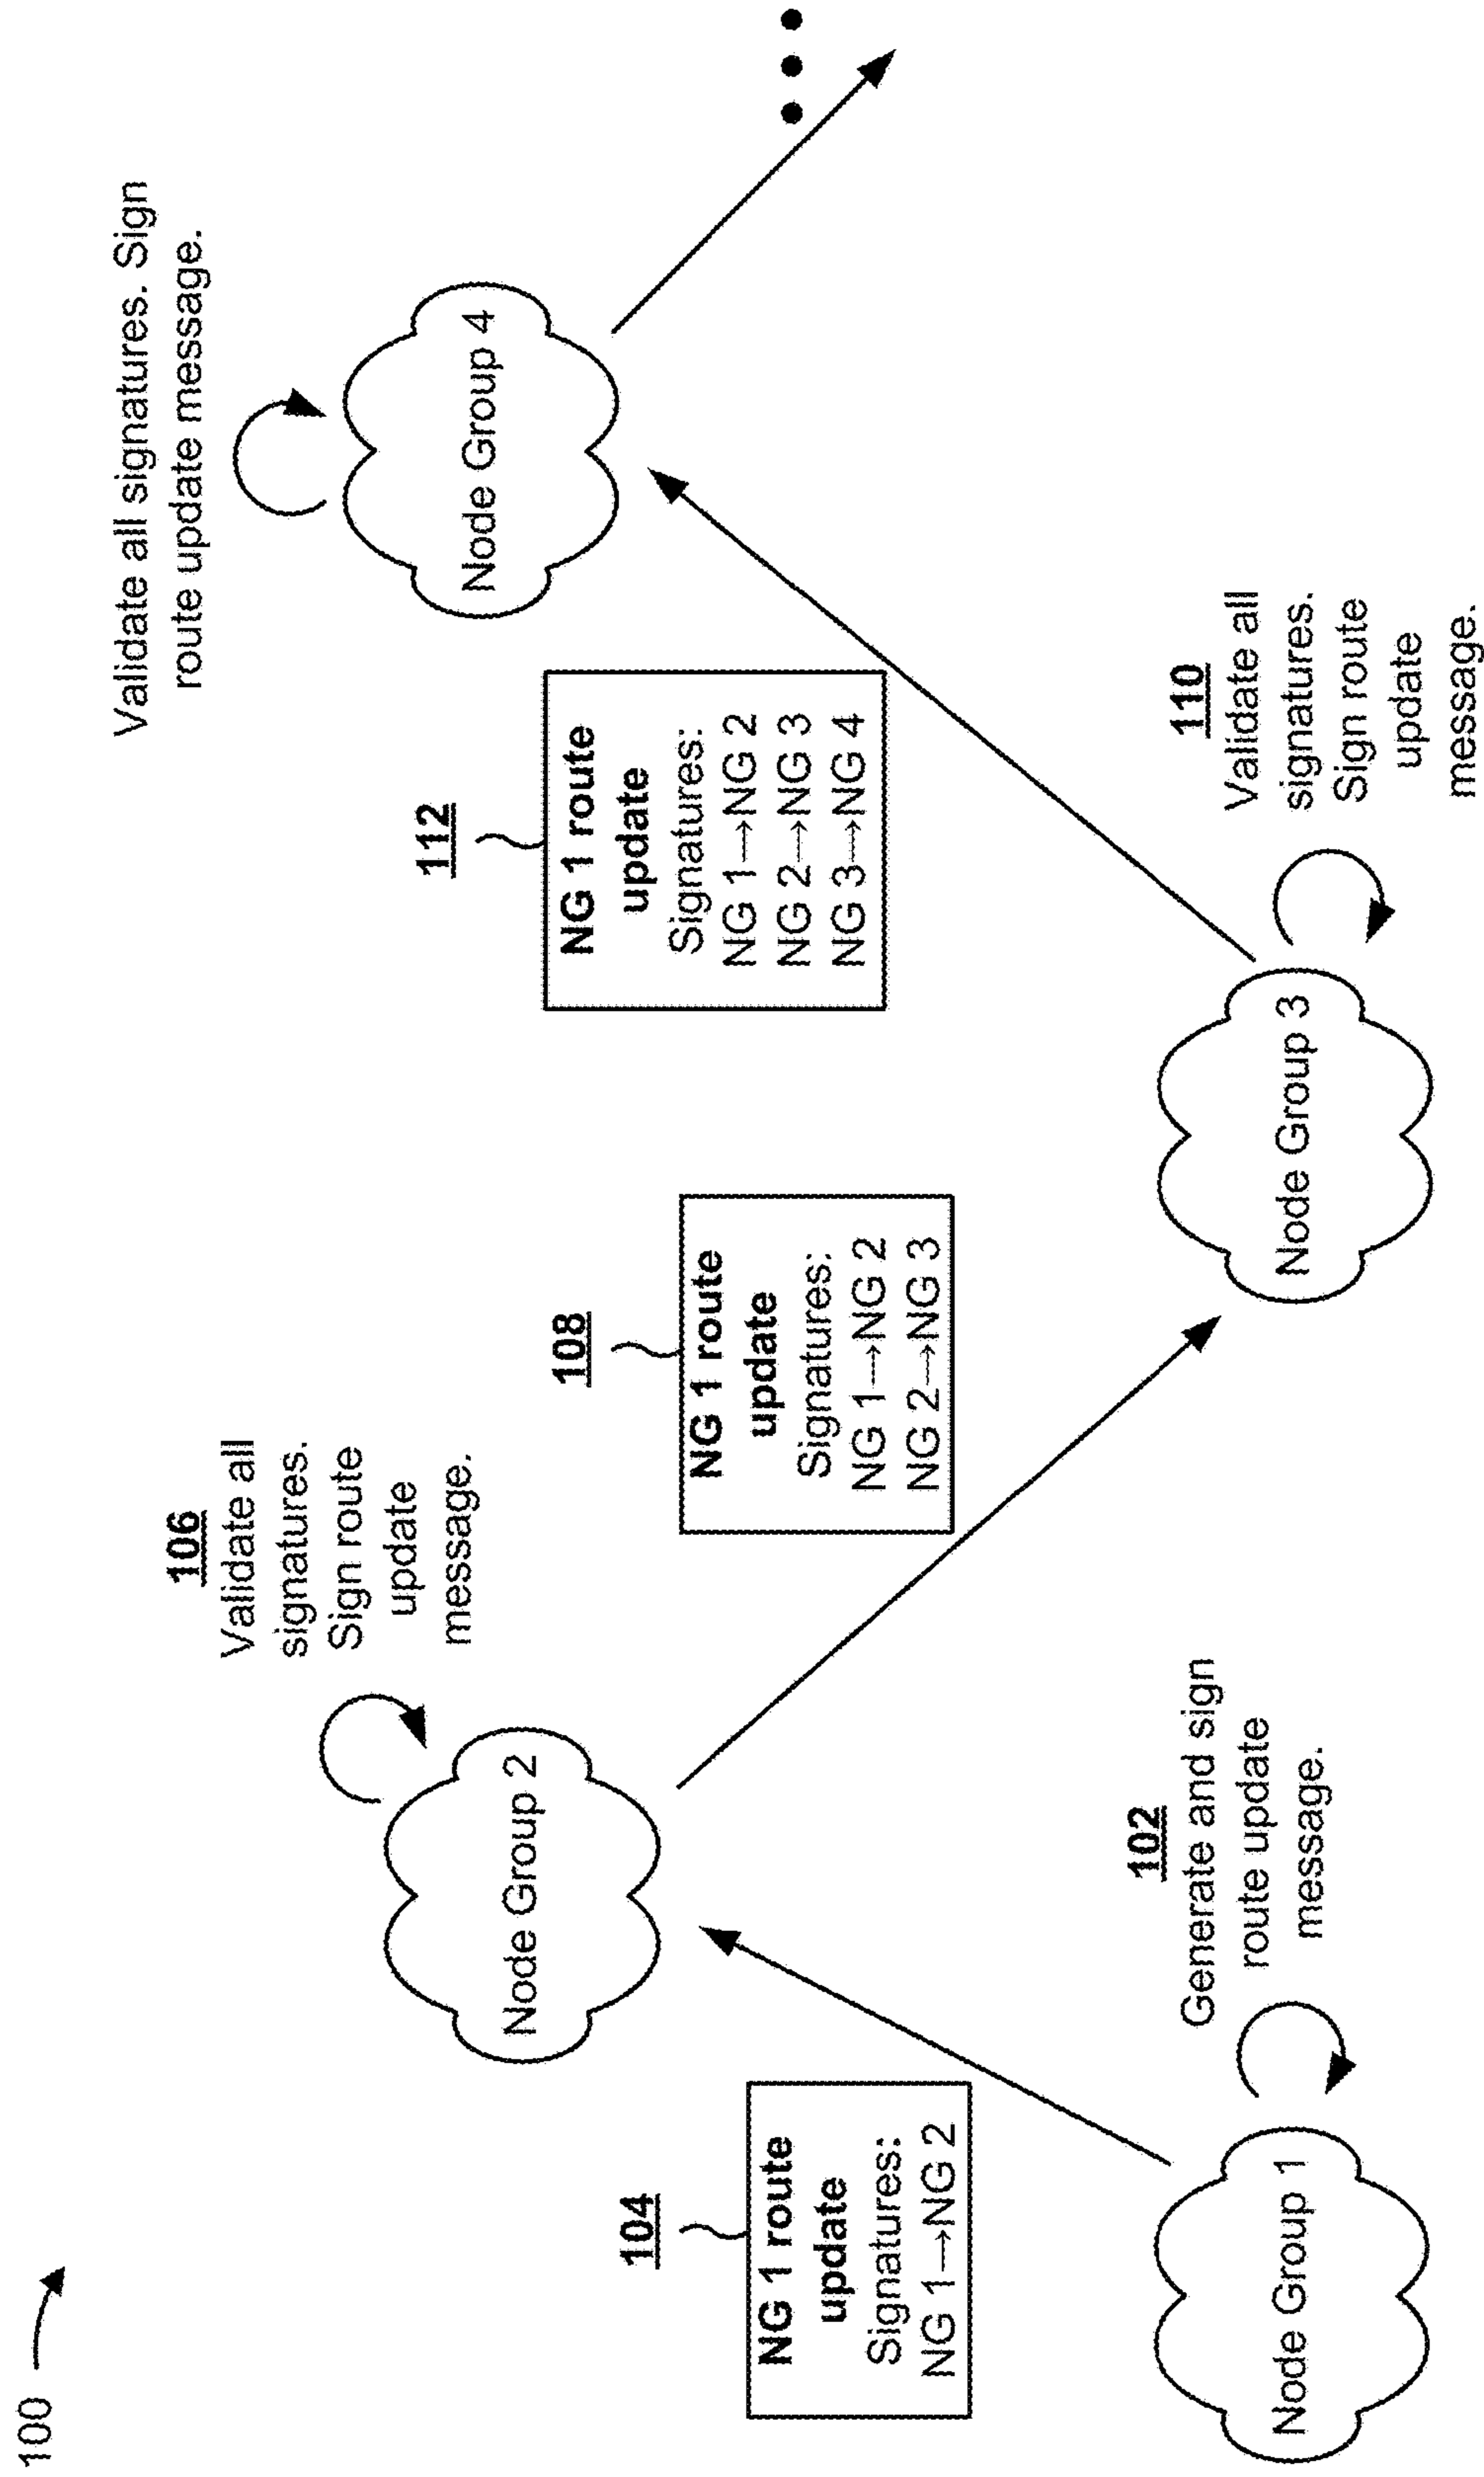 100
104
NG 1 route
update
Signatures:
NG 1→NG 2
Node Group 1
102
Generate and sign
route update
message.
Node Group 2
106
Validate all
signatures.
Sign route
update
message.
108
NG 1 route
update
Signatures:
NG 1→NG 2
NG 2→NG 3
Node Group 3
110
Validate all
signatures.
Sign route
update
message.
112
NG 1 route
update
Signatures:
NG 1→NG 2
NG 2→NG 3
NG 3→NG 4
Node Group 4
Validate all signatures. Sign
route update message.